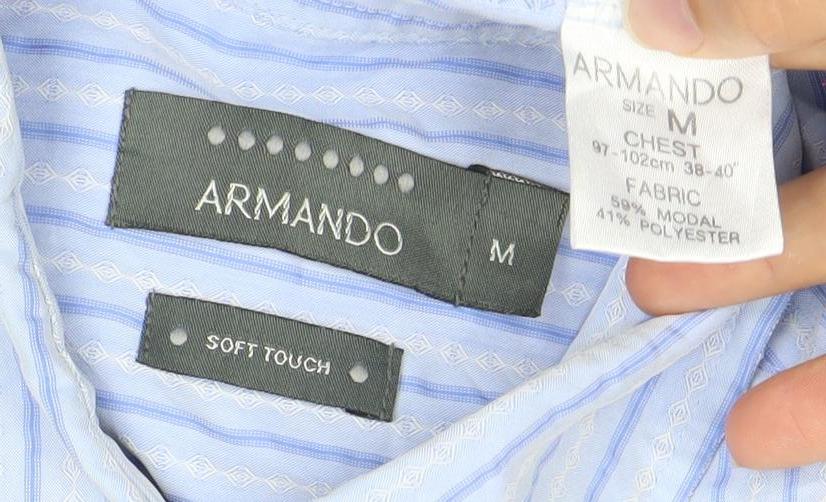 ARMANDO
M
SOFT TOUCH
ARMANDO
SIZE M
CHEST
97-102cm 38-40"
FABRIC
59% MODAL
41% POLYESTER